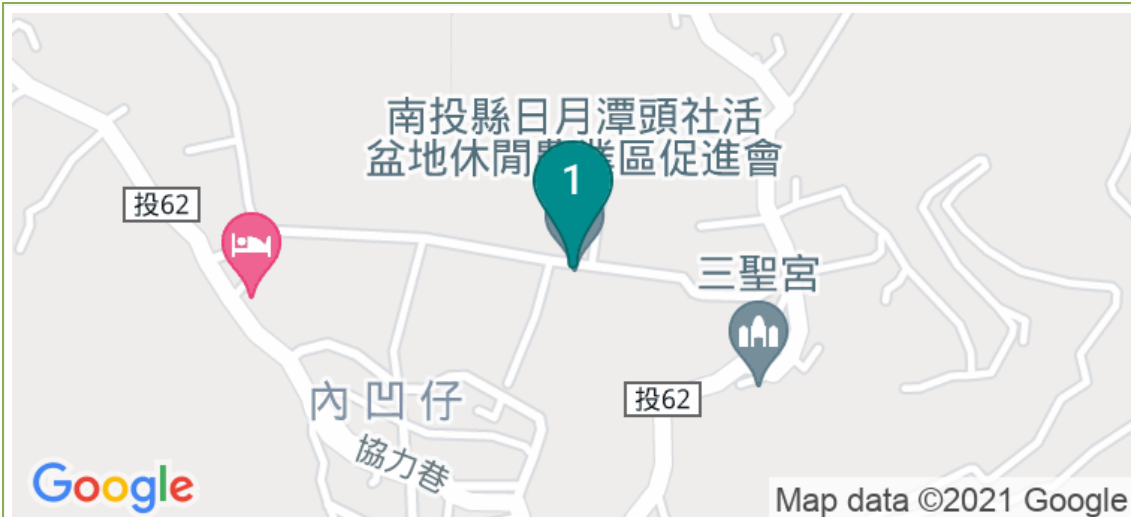 南投縣日月潭頭社活
盆地休閒農業區促進會
1
投62
三聖宮
投62
內凹仔
協力巷
Google
Map data ©2021 Google